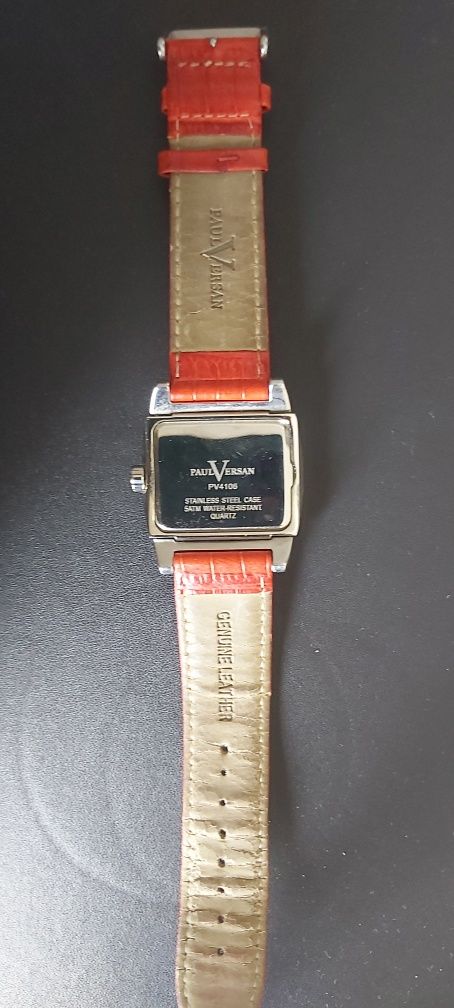 PAUL VERSAN
PAUL VERSAN
PV4106
STAINLESS STEEL CASE
5ATM WATER-RESISTANT
QUARTZ
GENUINE LEATHER